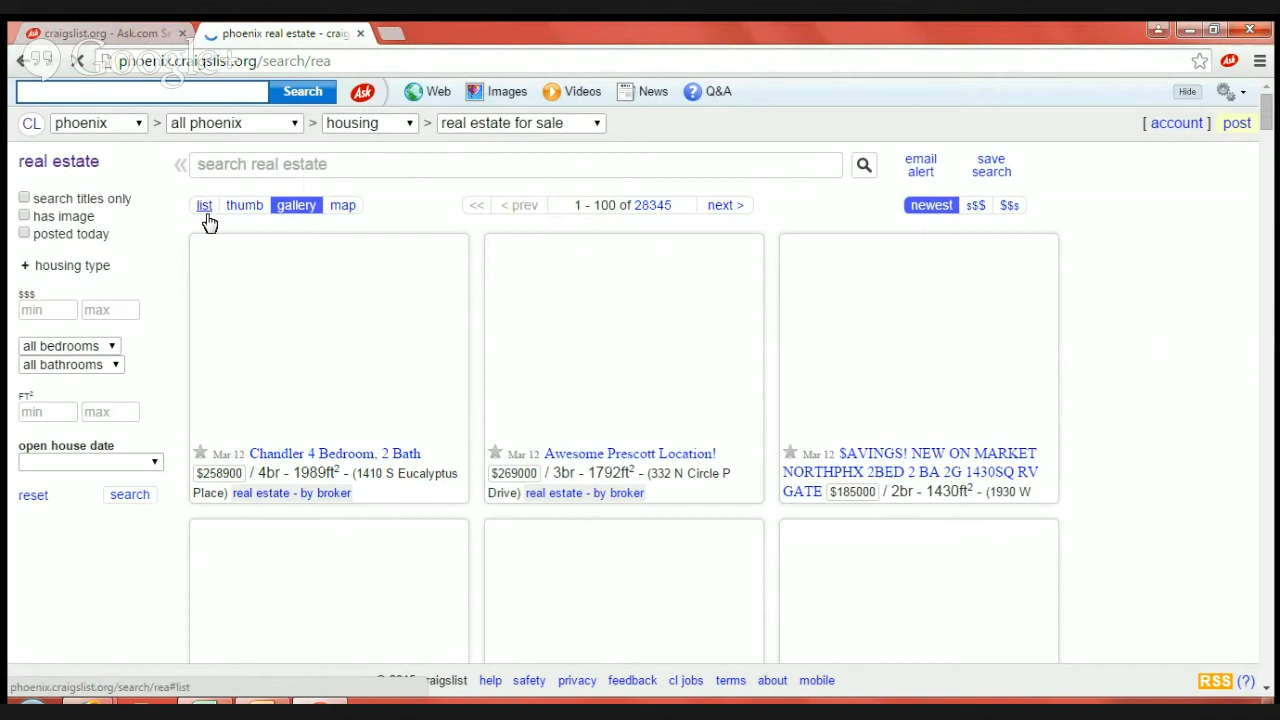 craigslist.org - Ask.com Se
phoenix real estate - craig
Google+
phoenix.craigslist.org/search/rea
Ask
Search
Ask
Web
Images
Videos
News
Q&A
Hide
CL
phoenix
> all phoenix
> housing
> real estate for sale
[ account ]
post
real estate
search real estate
email alert
save search
search titles only
has image
posted today
list
thumb
gallery
map
<<
< prev
1 - 100 of 28345
next >
newest
s$$
$$s
+ housing type
$$$
min
max
all bedrooms
all bathrooms
FT²
min
max
open house date
reset
search
Mar 12 Chandler 4 Bedroom, 2 Bath
$258900 / 4br - 1989ft² - (1410 S Eucalyptus
Place) real estate - by broker
Mar 12 Awesome Prescott Location!
$269000 / 3br - 1792ft² - (332 N Circle P
Drive) real estate - by broker
Mar 12 $AVINGS! NEW ON MARKET
NORTHPHX 2BED 2 BA 2G 1430SQ RV
GATE $185000 / 2br - 1430ft² - (1930 W
phoenix.craigslist.org/search/rea#list
craigslist
help
safety
privacy
feedback
cl jobs
terms
about
mobile
RSS
(?)